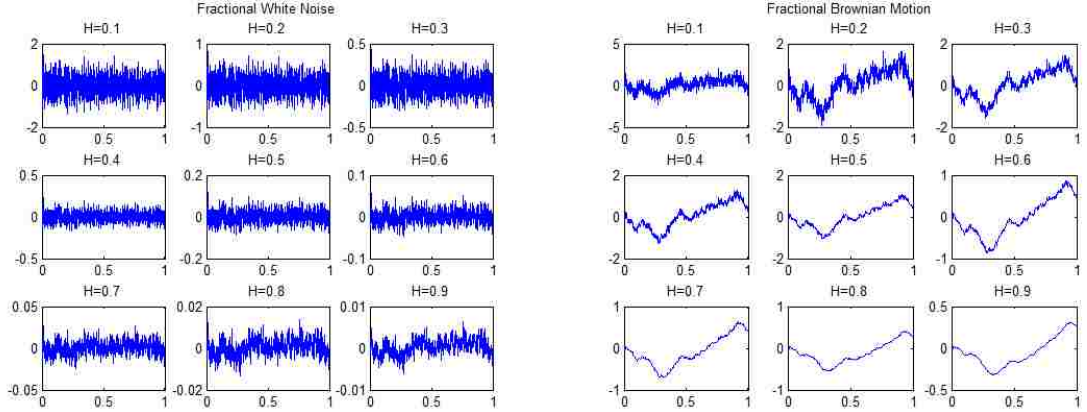 Fractional White Noise
H=0.1 H=0.2 H=0.3
2 1 0.5
0 0 0
-2 -1 -0.5
0 0.5 1 0 0.5 1 0 0.5 1
H=0.4 H=0.5 H=0.6
0.5 0.2 0.1
0 0 0
-0.5 -0.2 -0.1
0 0.5 1 0 0.5 1 0 0.5 1
H=0.7 H=0.8 H=0.9
0.05 0.02 0.01
0 0 0
-0.05 -0.02 -0.01
0 0.5 1 0 0.5 1 0 0.5 1
Fractional Brownian Motion
H=0.1 H=0.2 H=0.3
5 2 2
0 0 0
-5 -2 -2
0 0.5 1 0 0.5 1 0 0.5 1
H=0.4 H=0.5 H=0.6
2 2 1
0 0 0
-2 -2 -1
0 0.5 1 0 0.5 1 0 0.5 1
H=0.7 H=0.8 H=0.9
1 1 0.5
0 0 0
-1 -1 -0.5
0 0.5 1 0 0.5 1 0 0.5 1